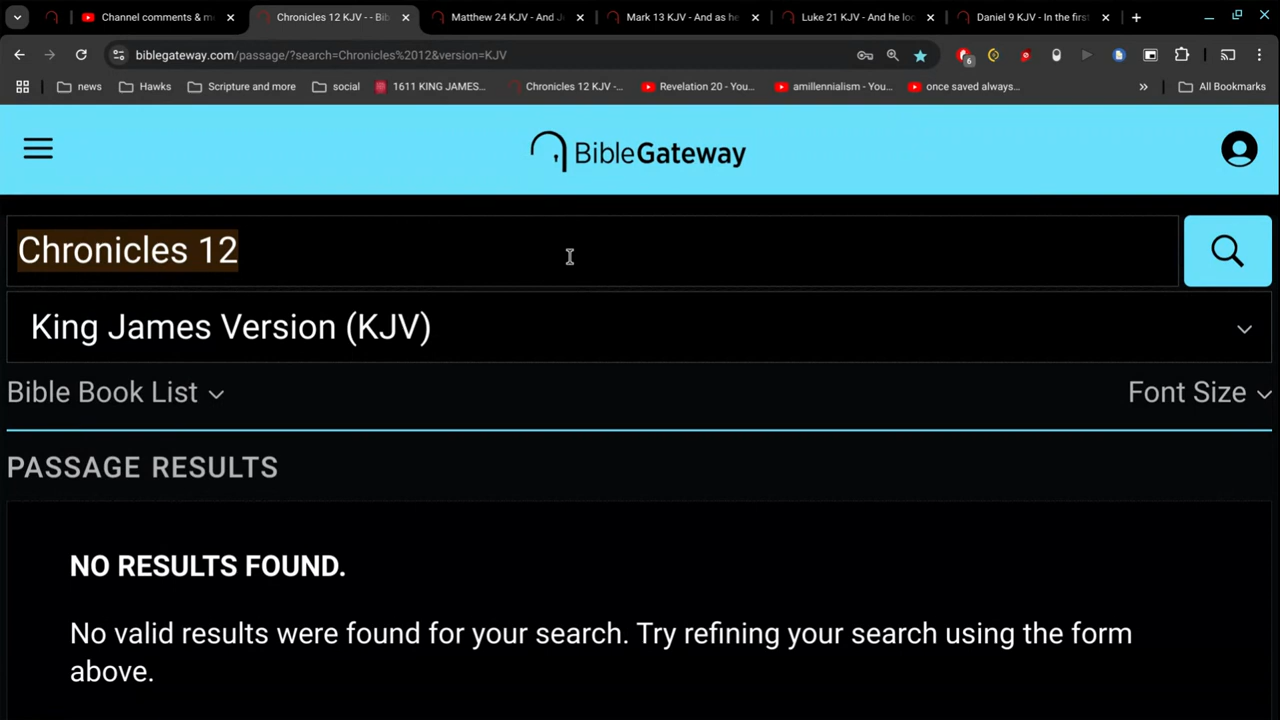 Channel comments & m
Chronicles 12 KJV - - Bib
Matthew 24 KJV - And J
Mark 13 KJV - And as he
Luke 21 KJV - And he loo
Daniel 9 KJV - In the first
biblegateway.com/passage/?search=Chronicles%2012&version=KJV
6
news
Hawks
Scripture and more
social
1611 KING JAMES...
Chronicles 12 KJV -...
Revelation 20 - You...
amillennialism - You...
once saved always...
»
All Bookmarks
BibleGateway
Chronicles 12
King James Version (KJV)
Bible Book List
Font Size
PASSAGE RESULTS
NO RESULTS FOUND.
No valid results were found for your search. Try refining your search using the form
above.